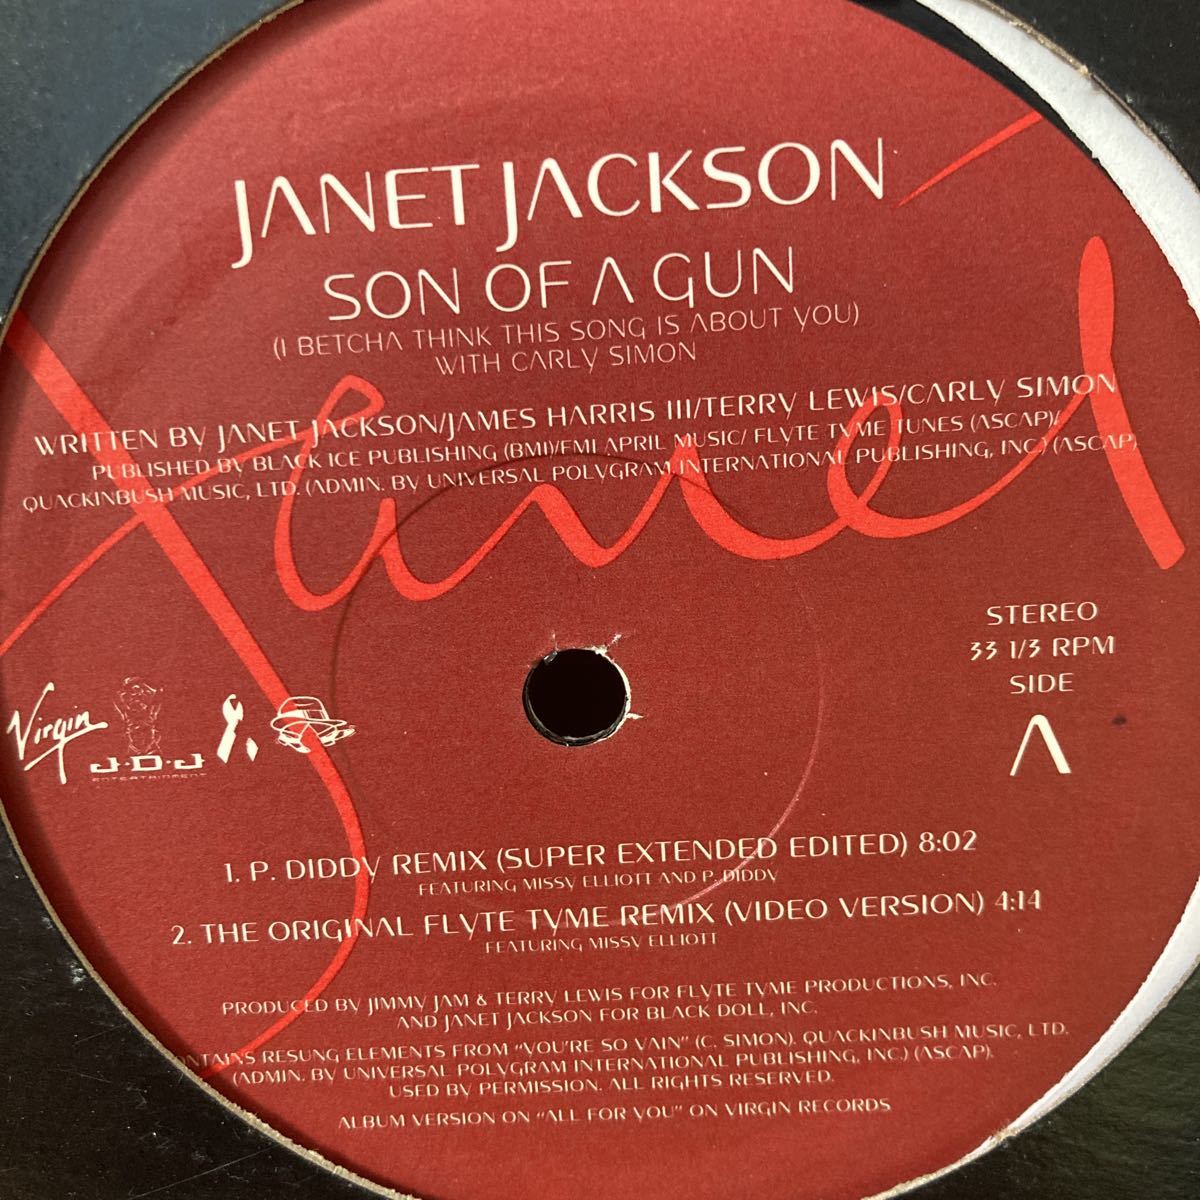 JANET JACKSON
SON OF A GUN
(I BETCHA THINK THIS SONG IS ABOUT YOU)
WITH CARLY SIMON
WRITTEN BY JANET JACKSON/JAMES HARRIS III/TERRY LEWIS/CARLY SIMON
PUBLISHED BY BLACK ICE PUBLISHING (BMI)/EMI APRIL MUSIC/ FLYTE TYME TUNES (ASCAP)/
QUACKINBUSH MUSIC, LTD. (ADMIN. BY UNIVERSAL POLYGRAM INTERNATIONAL PUBLISHING, INC.) (ASCAP)
Janet
STEREO
33 1/3 RPM
SIDE
A
Virgin
J·D·J
ENTERTAINMENT
1. P. DIDDY REMIX (SUPER EXTENDED EDITED) 8:02
FEATURING MISSY ELLIOTT AND P. DIDDY
2. THE ORIGINAL FLYTE TYME REMIX (VIDEO VERSION) 4:14
FEATURING MISSY ELLIOTT
PRODUCED BY JIMMY JAM & TERRY LEWIS FOR FLYTE TYME PRODUCTIONS, INC.
AND JANET JACKSON FOR BLACK DOLL, INC.
CONTAINS RESUNG ELEMENTS FROM "YOU'RE SO VAIN" (C. SIMON). QUACKINBUSH MUSIC, LTD.
(ADMIN. BY UNIVERSAL POLYGRAM INTERNATIONAL PUBLISHING, INC.) (ASCAP).
USED BY PERMISSION. ALL RIGHTS RESERVED.
ALBUM VERSION ON "ALL FOR YOU" ON VIRGIN RECORDS